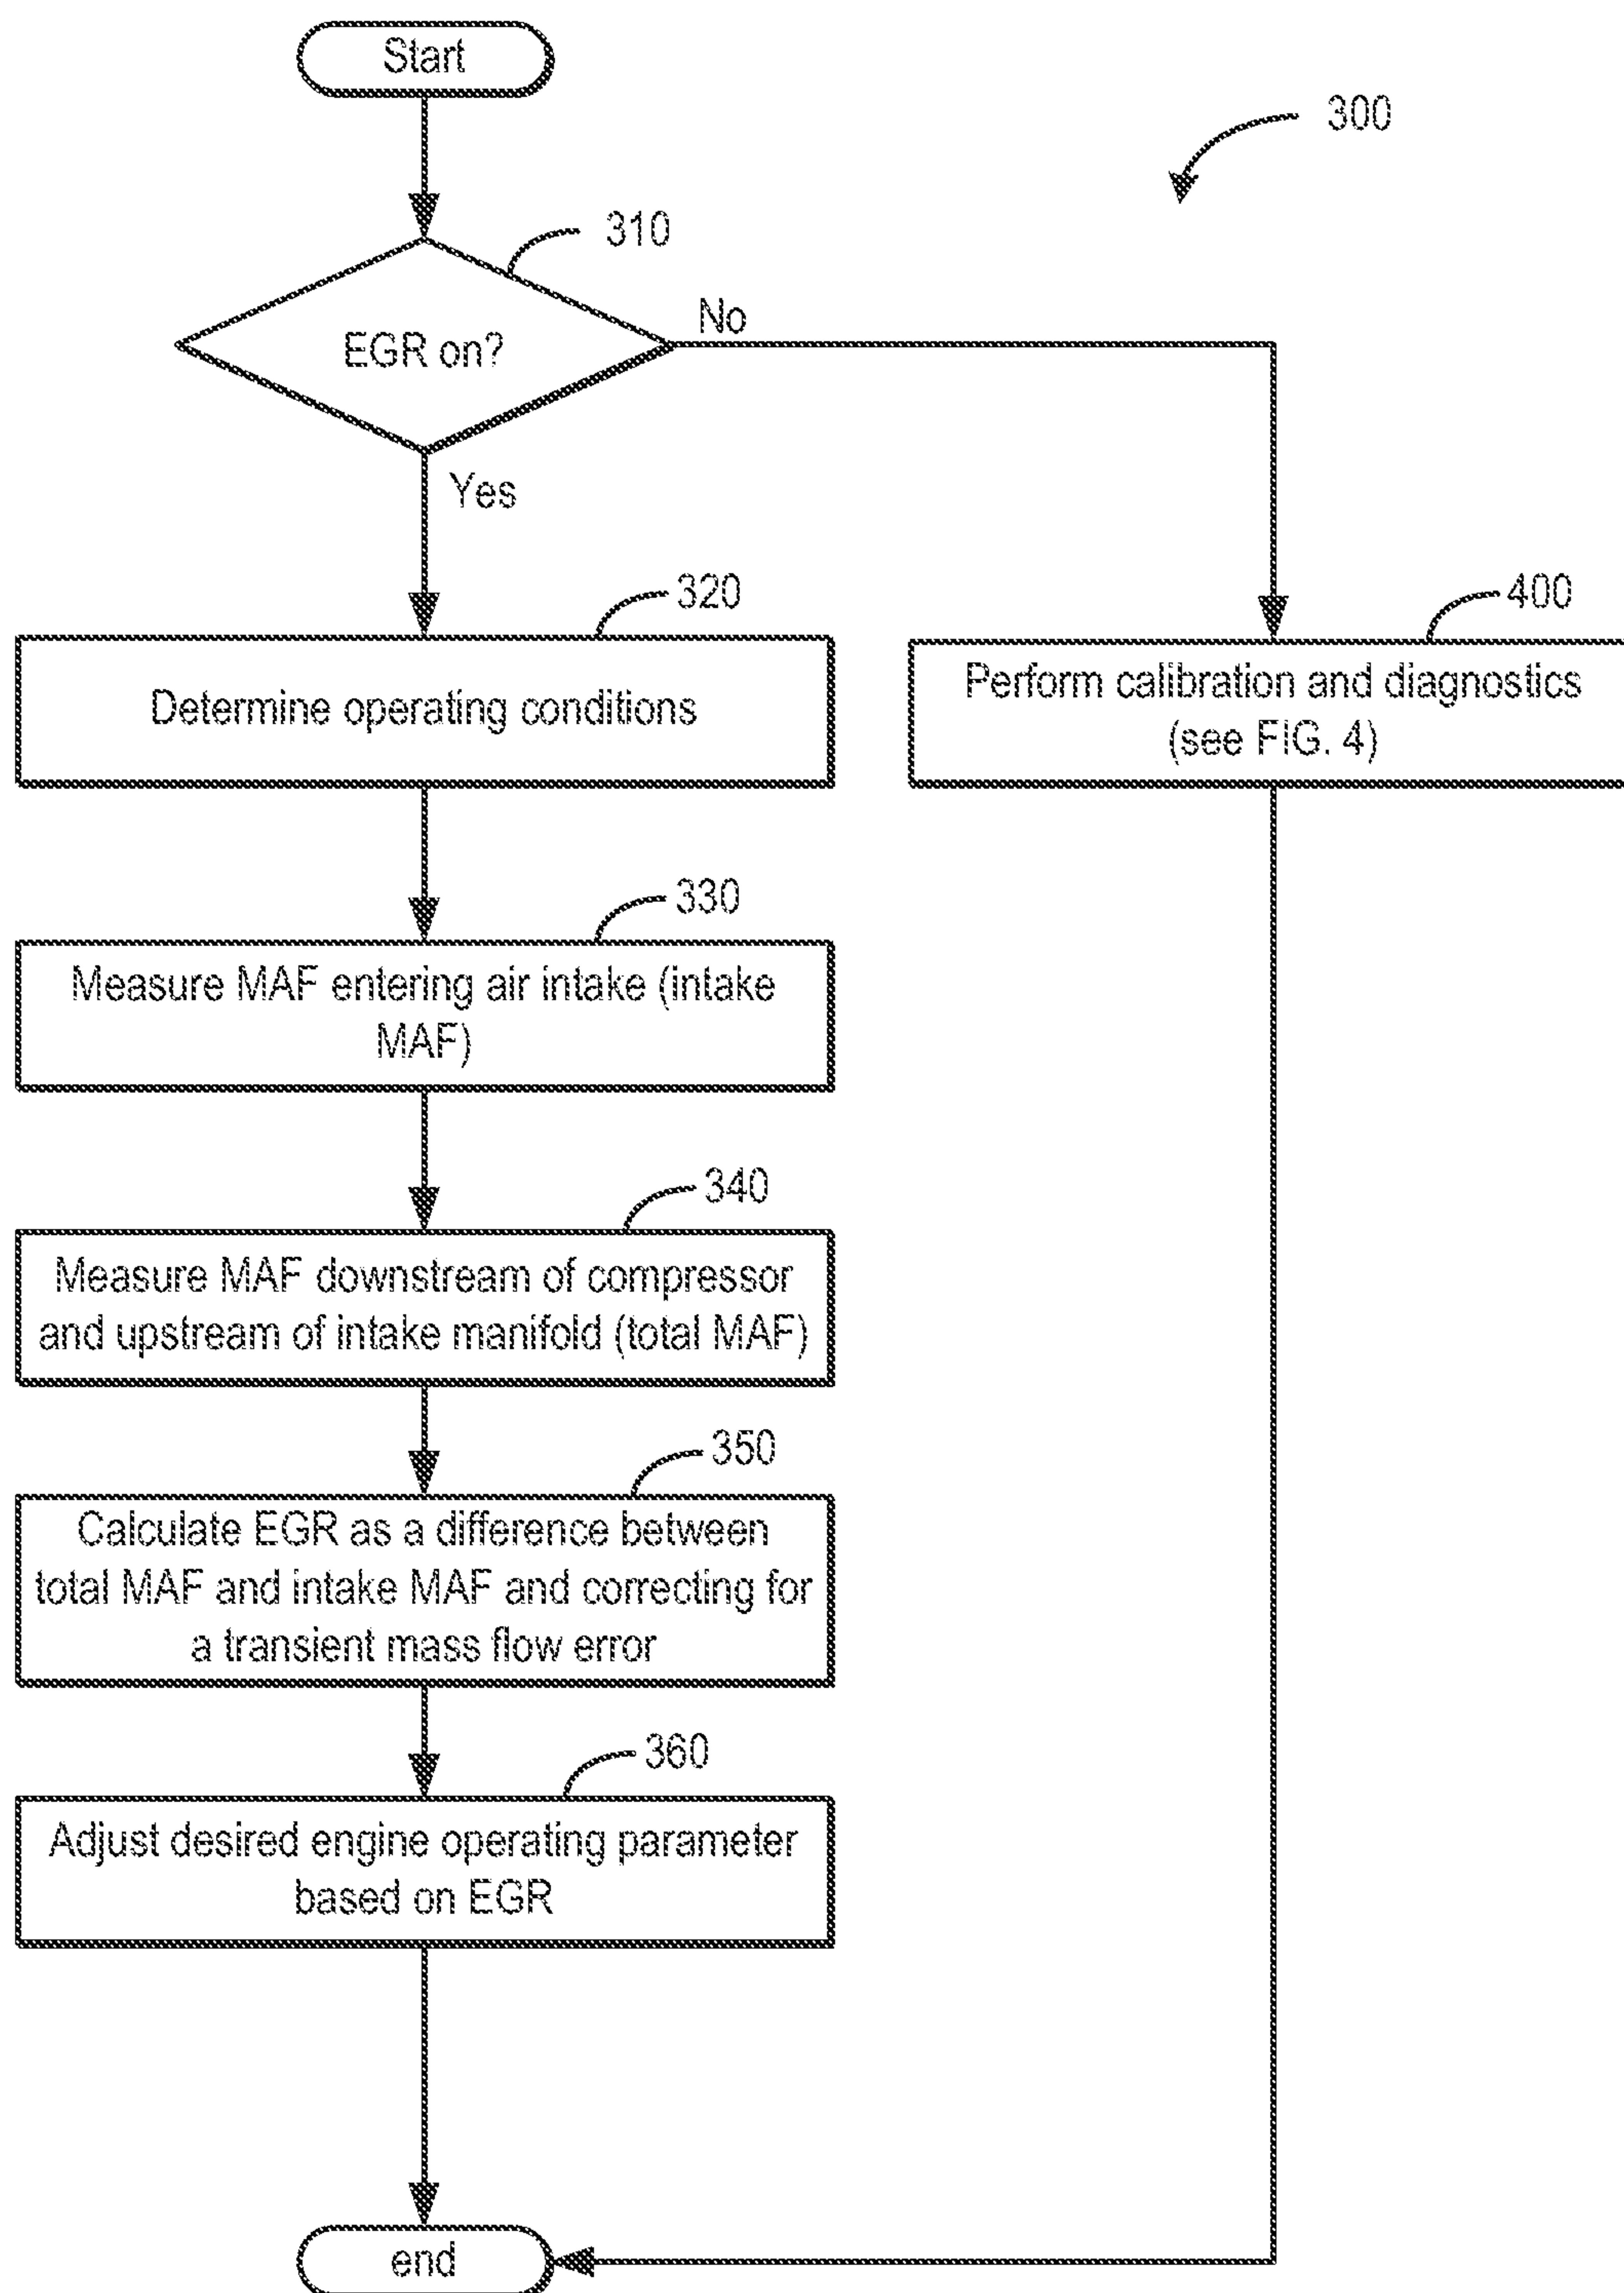 Start
300
310
EGR on?
No
Yes
320
Determine operating conditions
400
Perform calibration and diagnostics
(see FIG. 4)
330
Measure MAF entering air intake (intake
MAF)
340
Measure MAF downstream of compressor
and upstream of intake manifold (total MAF)
350
Calculate EGR as a difference between
total MAF and intake MAF and correcting for
a transient mass flow error
360
Adjust desired engine operating parameter
based on EGR
end